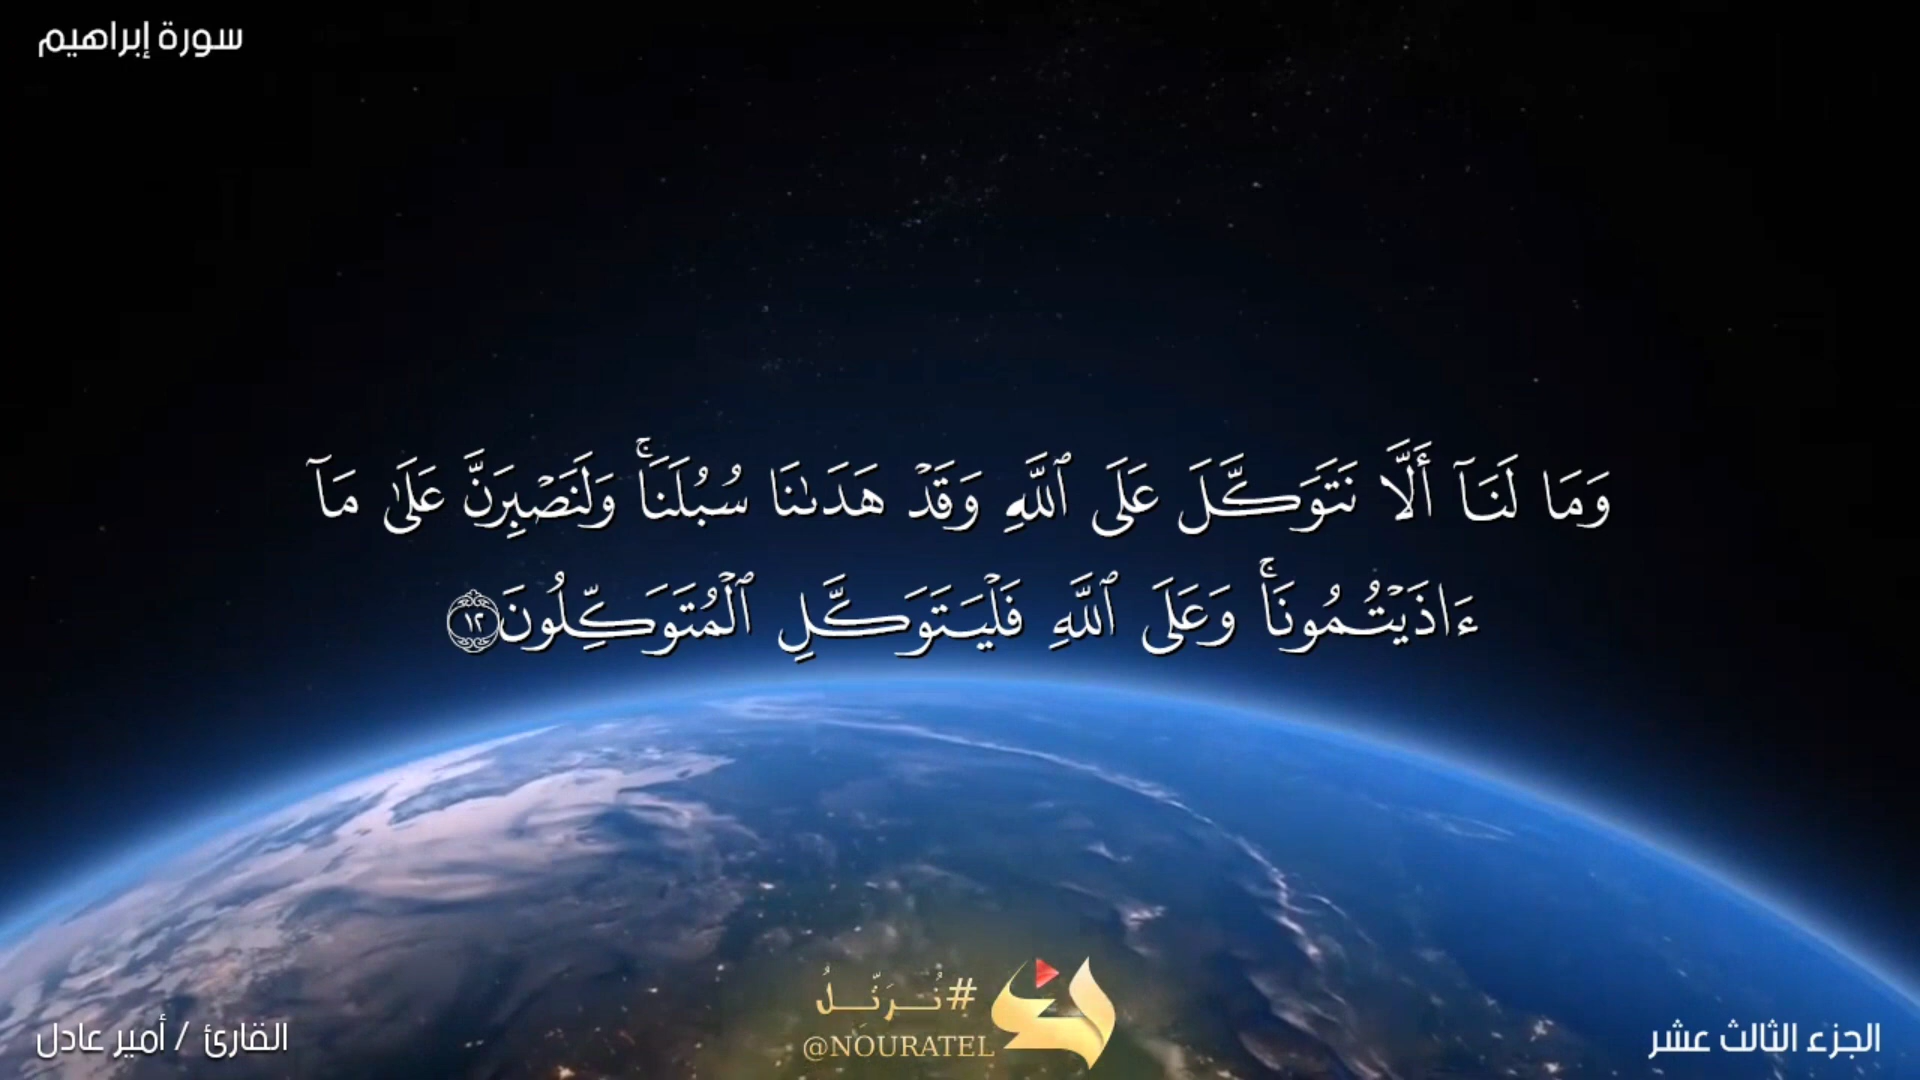 سورة إبراهيم
وَمَا لَنَآ أَلَّا نَتَوَكَّلَ عَلَى ٱللَّهِ وَقَدْ هَدَىٰنَا سُبُلَنَاۚ وَلَنَصْبِرَنَّ عَلَىٰ مَآ
ءَاذَيْتُمُونَاۚ وَعَلَى ٱللَّهِ فَلْيَتَوَكَّلِ ٱلْمُتَوَكِّلُونَ ١٢
#نُرَتِّلُ
@NOURATEL
الجزء الثالث عشر
القارئ / أمير عادل